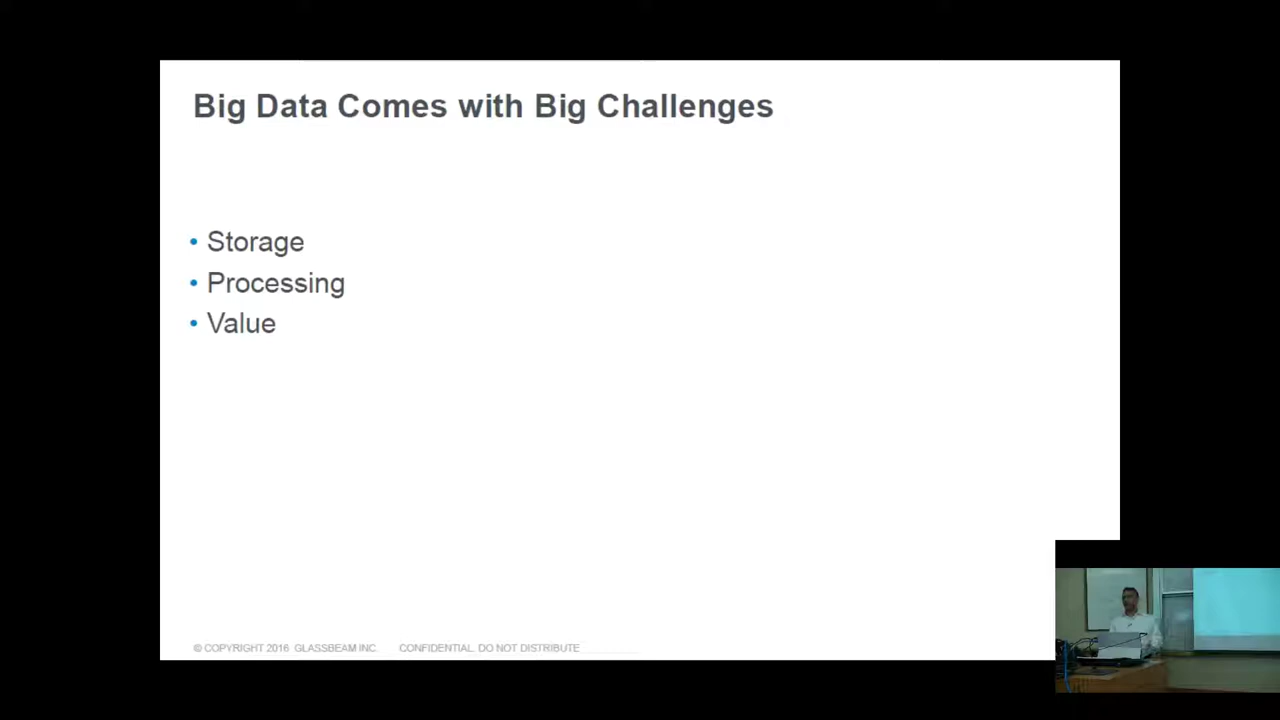 Big Data Comes with Big Challenges
• Storage
• Processing
• Value
© COPYRIGHT 2016 GLASSBEAM INC. CONFIDENTIAL. DO NOT DISTRIBUTE